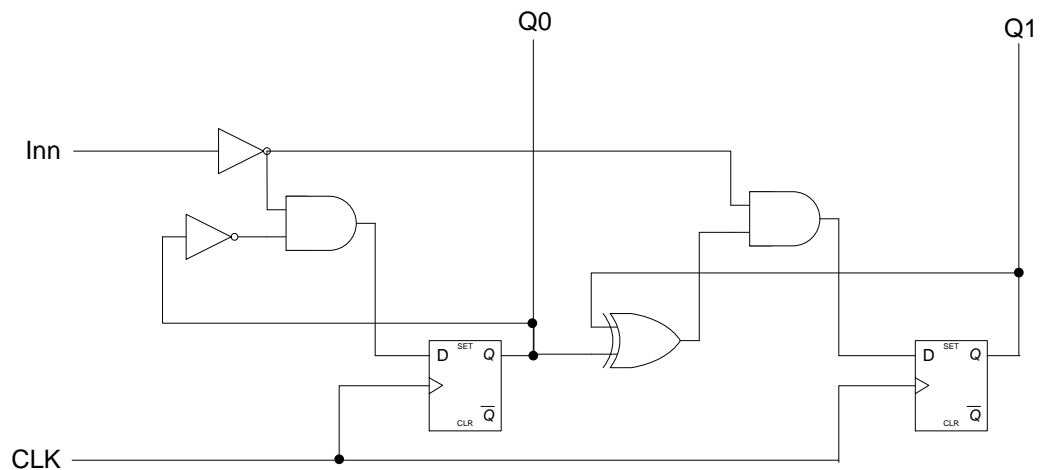 Q0
Q1
Inn
D SET Q
Q̅
CLR
D SET Q
Q̅
CLR
CLK